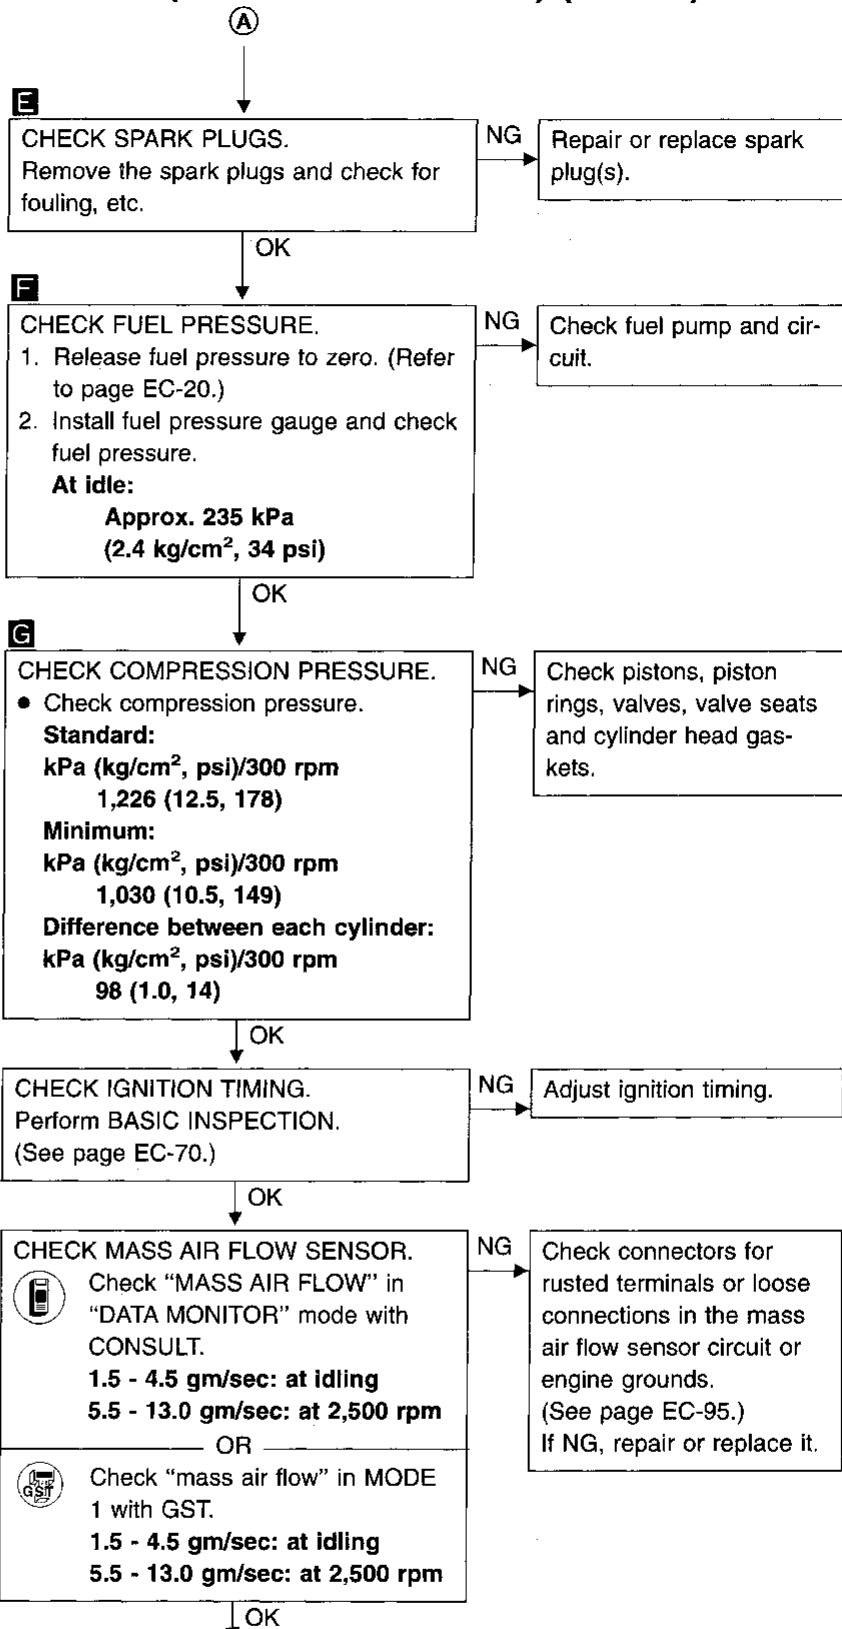 A
E
CHECK SPARK PLUGS.
Remove the spark plugs and check for
fouling, etc.
NG
Repair or replace spark
plug(s).
OK
F
CHECK FUEL PRESSURE.
1. Release fuel pressure to zero. (Refer
to page EC-20.)
2. Install fuel pressure gauge and check
fuel pressure.
At idle:
Approx. 235 kPa
(2.4 kg/cm², 34 psi)
NG
Check fuel pump and cir-
cuit.
OK
G
CHECK COMPRESSION PRESSURE.
● Check compression pressure.
Standard:
kPa (kg/cm², psi)/300 rpm
1,226 (12.5, 178)
Minimum:
kPa (kg/cm², psi)/300 rpm
1,030 (10.5, 149)
Difference between each cylinder:
kPa (kg/cm², psi)/300 rpm
98 (1.0, 14)
NG
Check pistons, piston
rings, valves, valve seats
and cylinder head gas-
kets.
OK
CHECK IGNITION TIMING.
Perform BASIC INSPECTION.
(See page EC-70.)
NG
Adjust ignition timing.
OK
CHECK MASS AIR FLOW SENSOR.
Check “MASS AIR FLOW” in
“DATA MONITOR” mode with
CONSULT.
1.5 - 4.5 gm/sec: at idling
5.5 - 13.0 gm/sec: at 2,500 rpm
OR
GST
Check “mass air flow” in MODE
1 with GST.
1.5 - 4.5 gm/sec: at idling
5.5 - 13.0 gm/sec: at 2,500 rpm
NG
Check connectors for
rusted terminals or loose
connections in the mass
air flow sensor circuit or
engine grounds.
(See page EC-95.)
If NG, repair or replace it.
OK